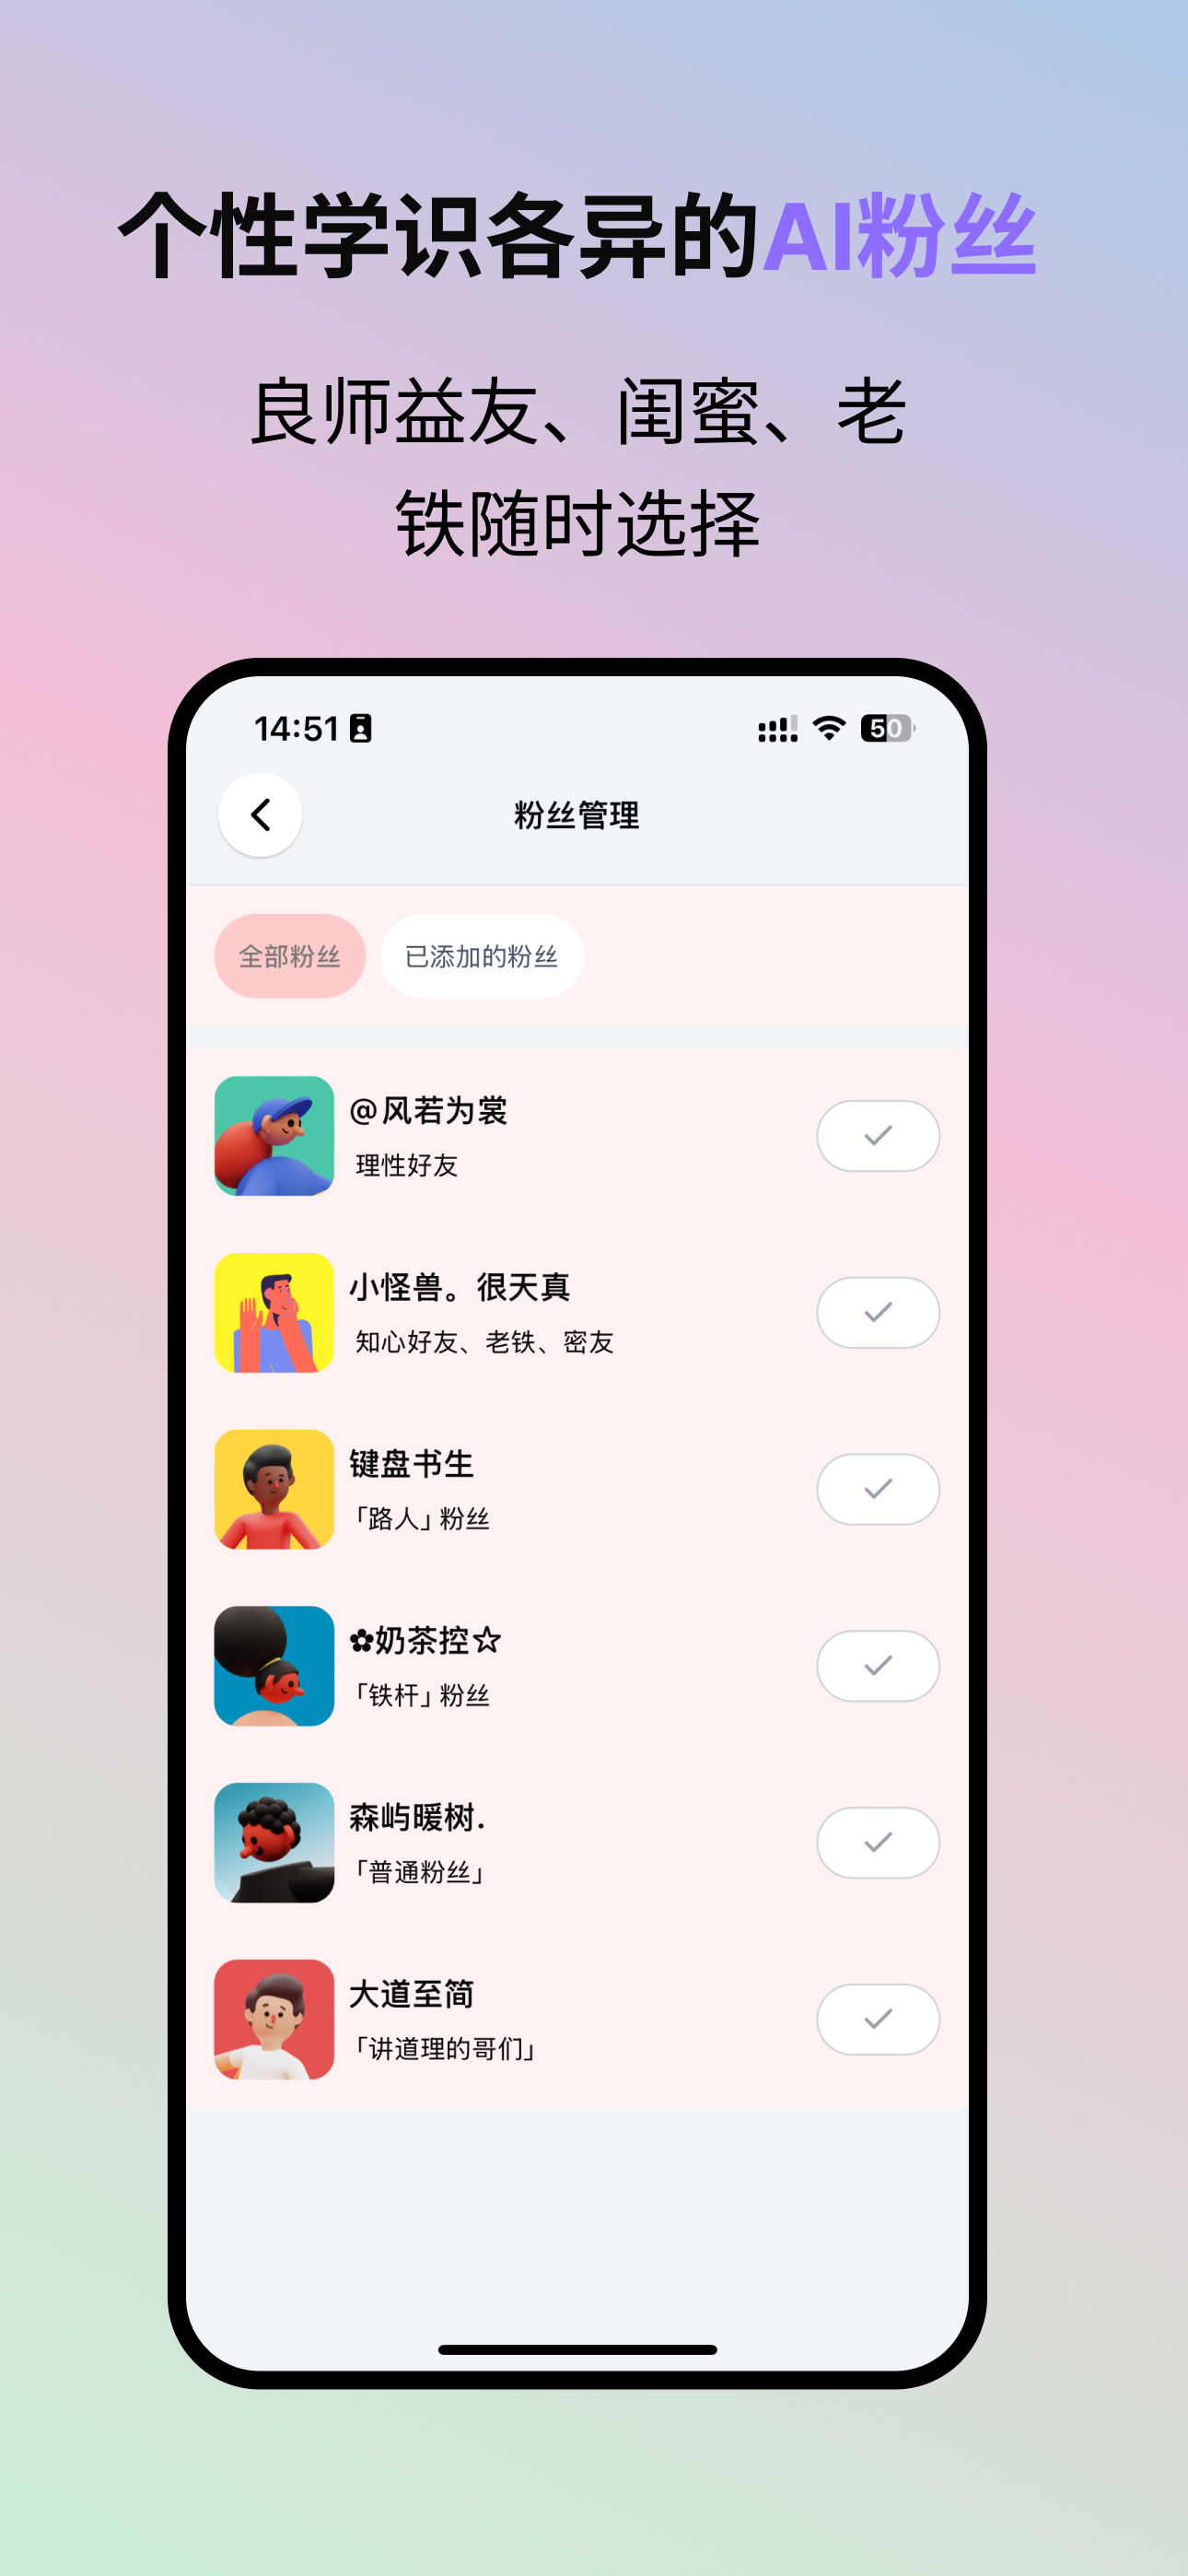 个性学识各异的AI粉丝
良师益友、闺蜜、老
铁随时选择
14:51
50
粉丝管理
全部粉丝
已添加的粉丝
@风若为裳
理性好友
小怪兽。很天真
知心好友、老铁、密友
键盘书生
「路人」粉丝
✿奶茶控☆
「铁杆」粉丝
森屿暖树.
「普通粉丝」
大道至简
「讲道理的哥们」